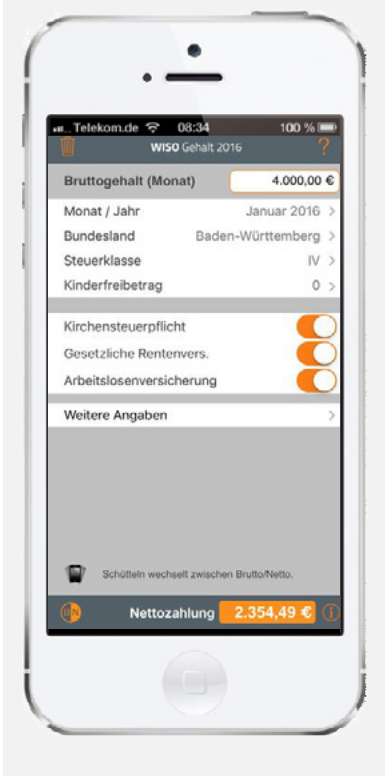 Telekom.de 08:34 100 %
WISO Gehalt 2016 ?
Bruttogehalt (Monat) 4.000,00 €
Monat / Jahr Januar 2016 >
Bundesland Baden-Württemberg >
Steuerklasse IV >
Kinderfreibetrag 0 >
Kirchensteuerpflicht
Gesetzliche Rentenvers.
Arbeitslosenversicherung
Weitere Angaben >
Schütteln wechselt zwischen Brutto/Netto.
B N Nettozahlung 2.354,49 € i